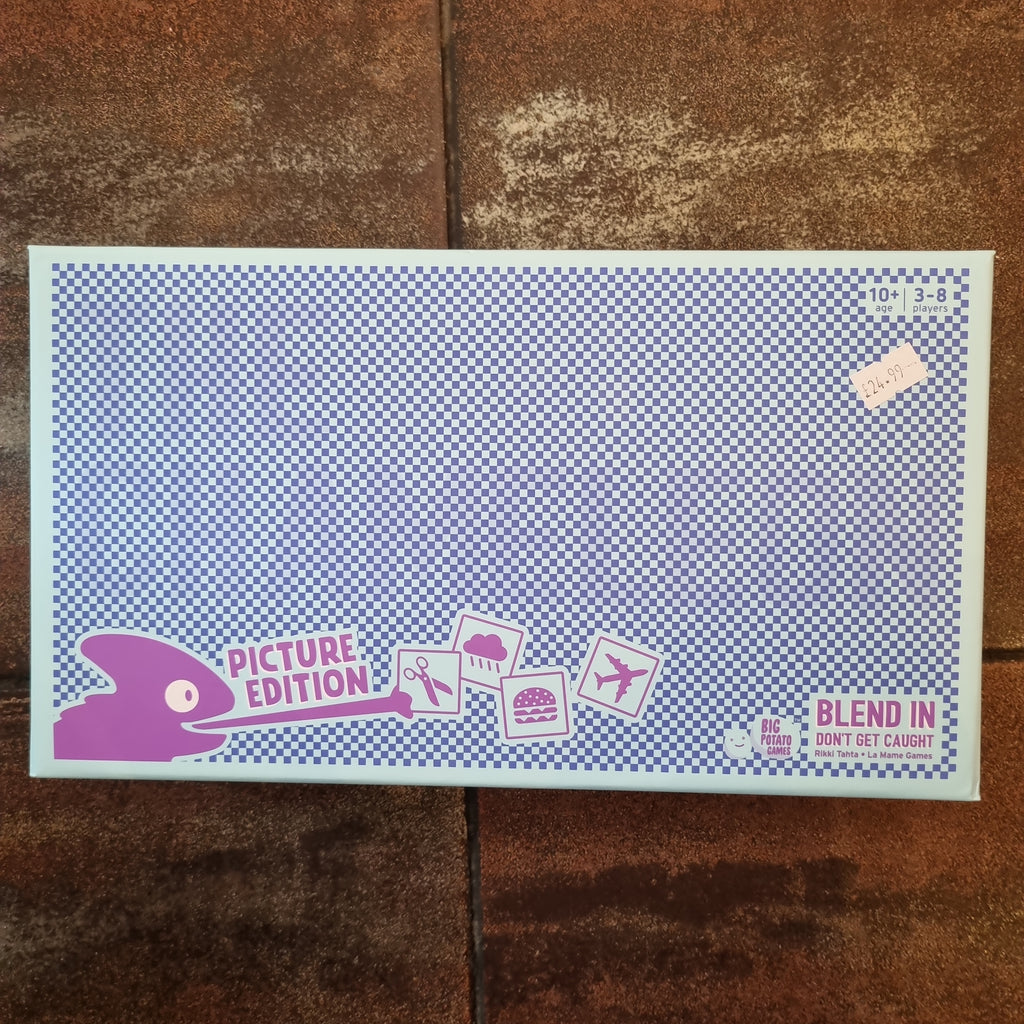 10+ 3-8
age players
£24.99
PICTURE
EDITION
BIG
POTATO
GAMES
BLEND IN
DON'T GET CAUGHT
Rikki Tahta • La Mame Games